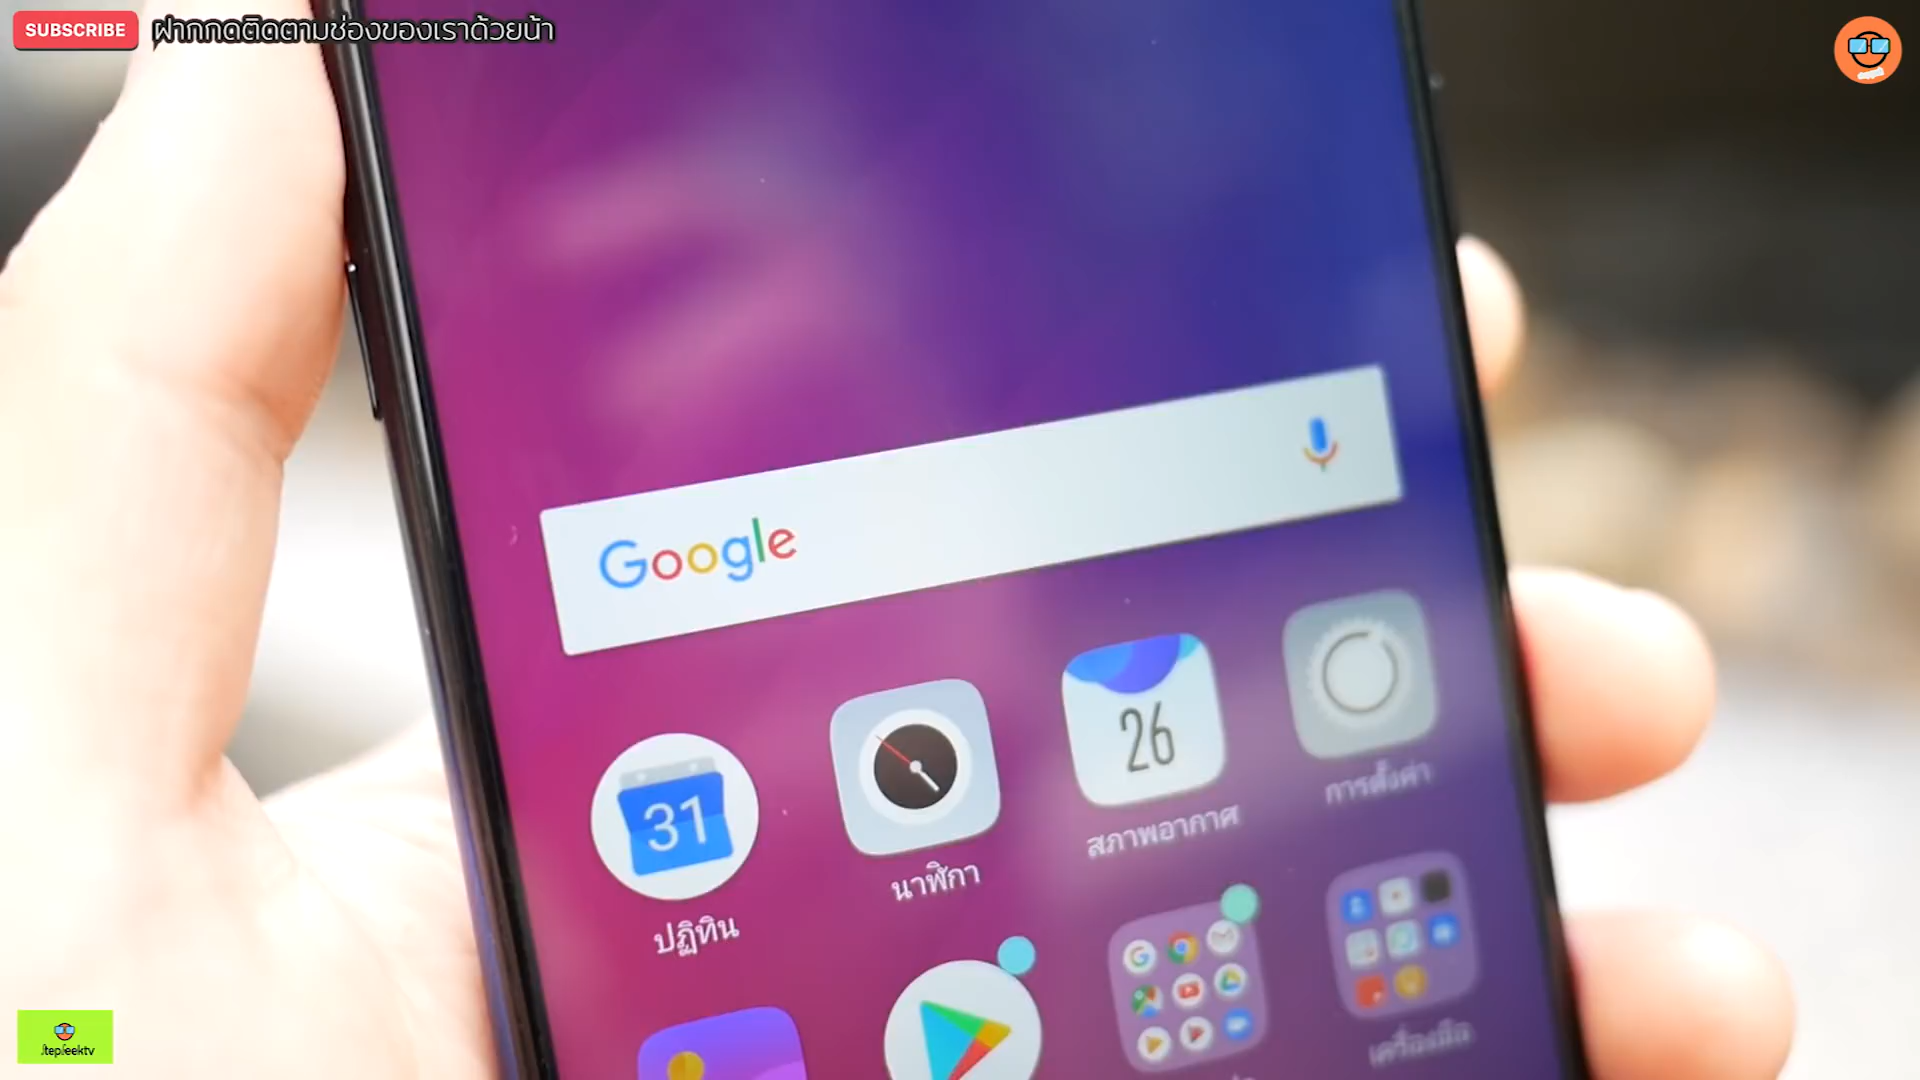 SUBSCRIBE ฝากกดติดตามช่องของเราด้วยน้า
Google
26
31
การตั้งค่า
สภาพอากาศ
นาฬิกา
ปฏิทิน
เครื่องมือ